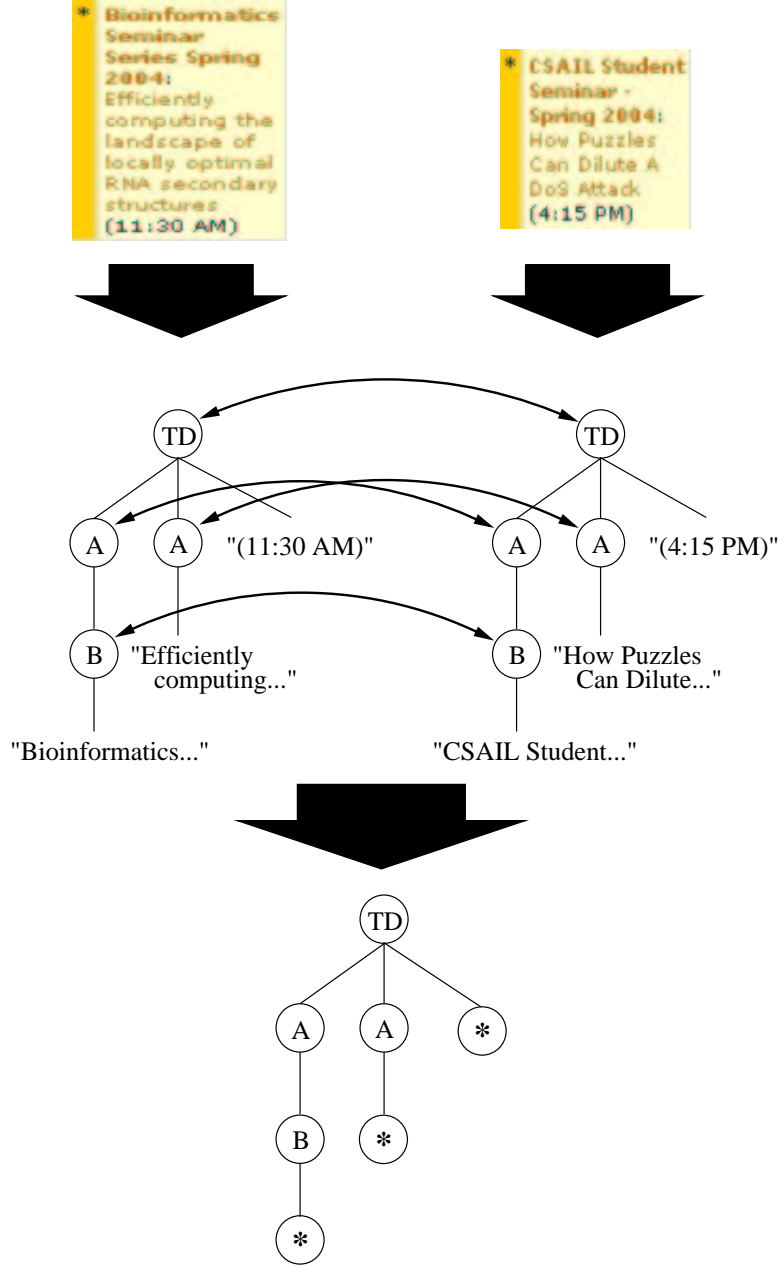 * Bioinformatics
Seminar
Series Spring
2004:
Efficiently
computing the
landscape of
locally optimal
RNA secondary
structures
(11:30 AM)
* CSAIL Student
Seminar -
Spring 2004:
How Puzzles
Can Dilute A
DoS Attack
(4:15 PM)
TD TD
A A "(11:30 AM)" A A "(4:15 PM)"
B "Efficiently B "How Puzzles
computing..." Can Dilute..."
"Bioinformatics..." "CSAIL Student..."
TD
A A *
B *
*